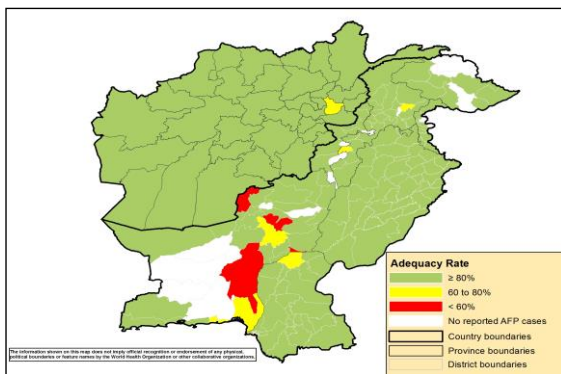 Adequacy Rate
≥ 80%
60 to 80%
< 60%
No reported AFP cases
Country boundaries
Province boundaries
District boundaries
The information shown on this map does not imply official recognition or endorsement of any physical,
political boundaries or feature names by the World Health Organization or other collaborative organizations.